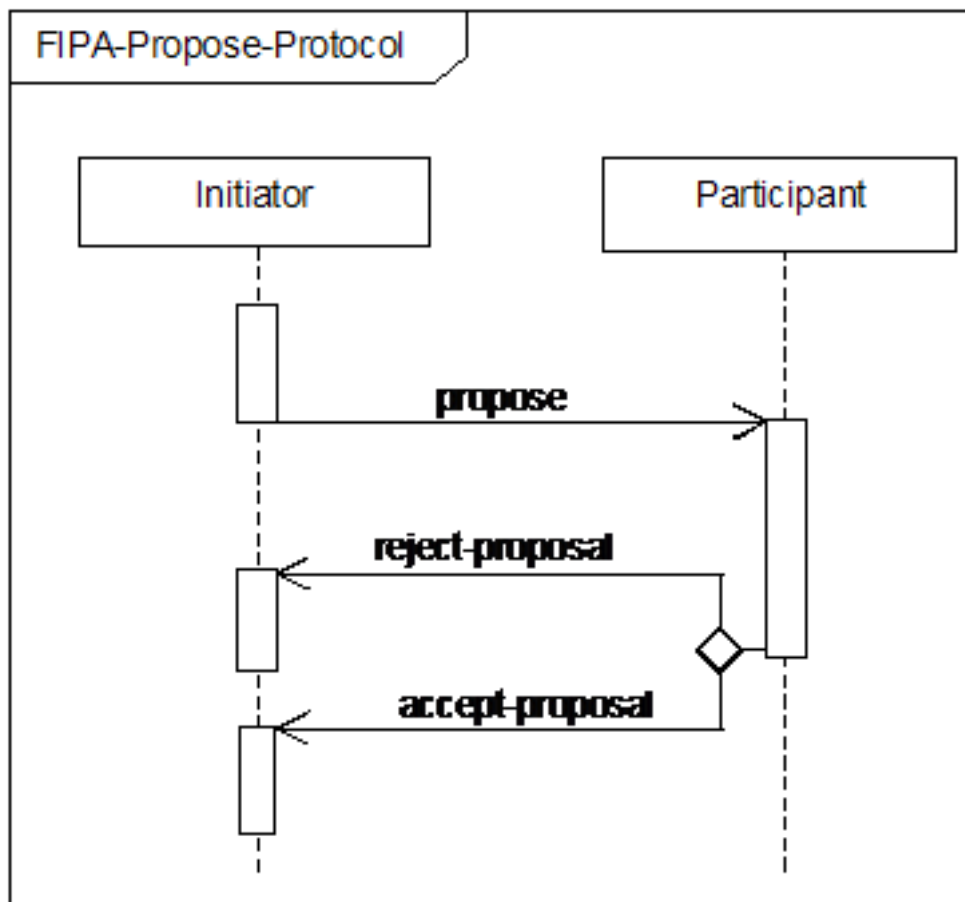 FIPA-Propose-Protocol
Initiator
Participant
propose
reject-proposal
accept-proposal